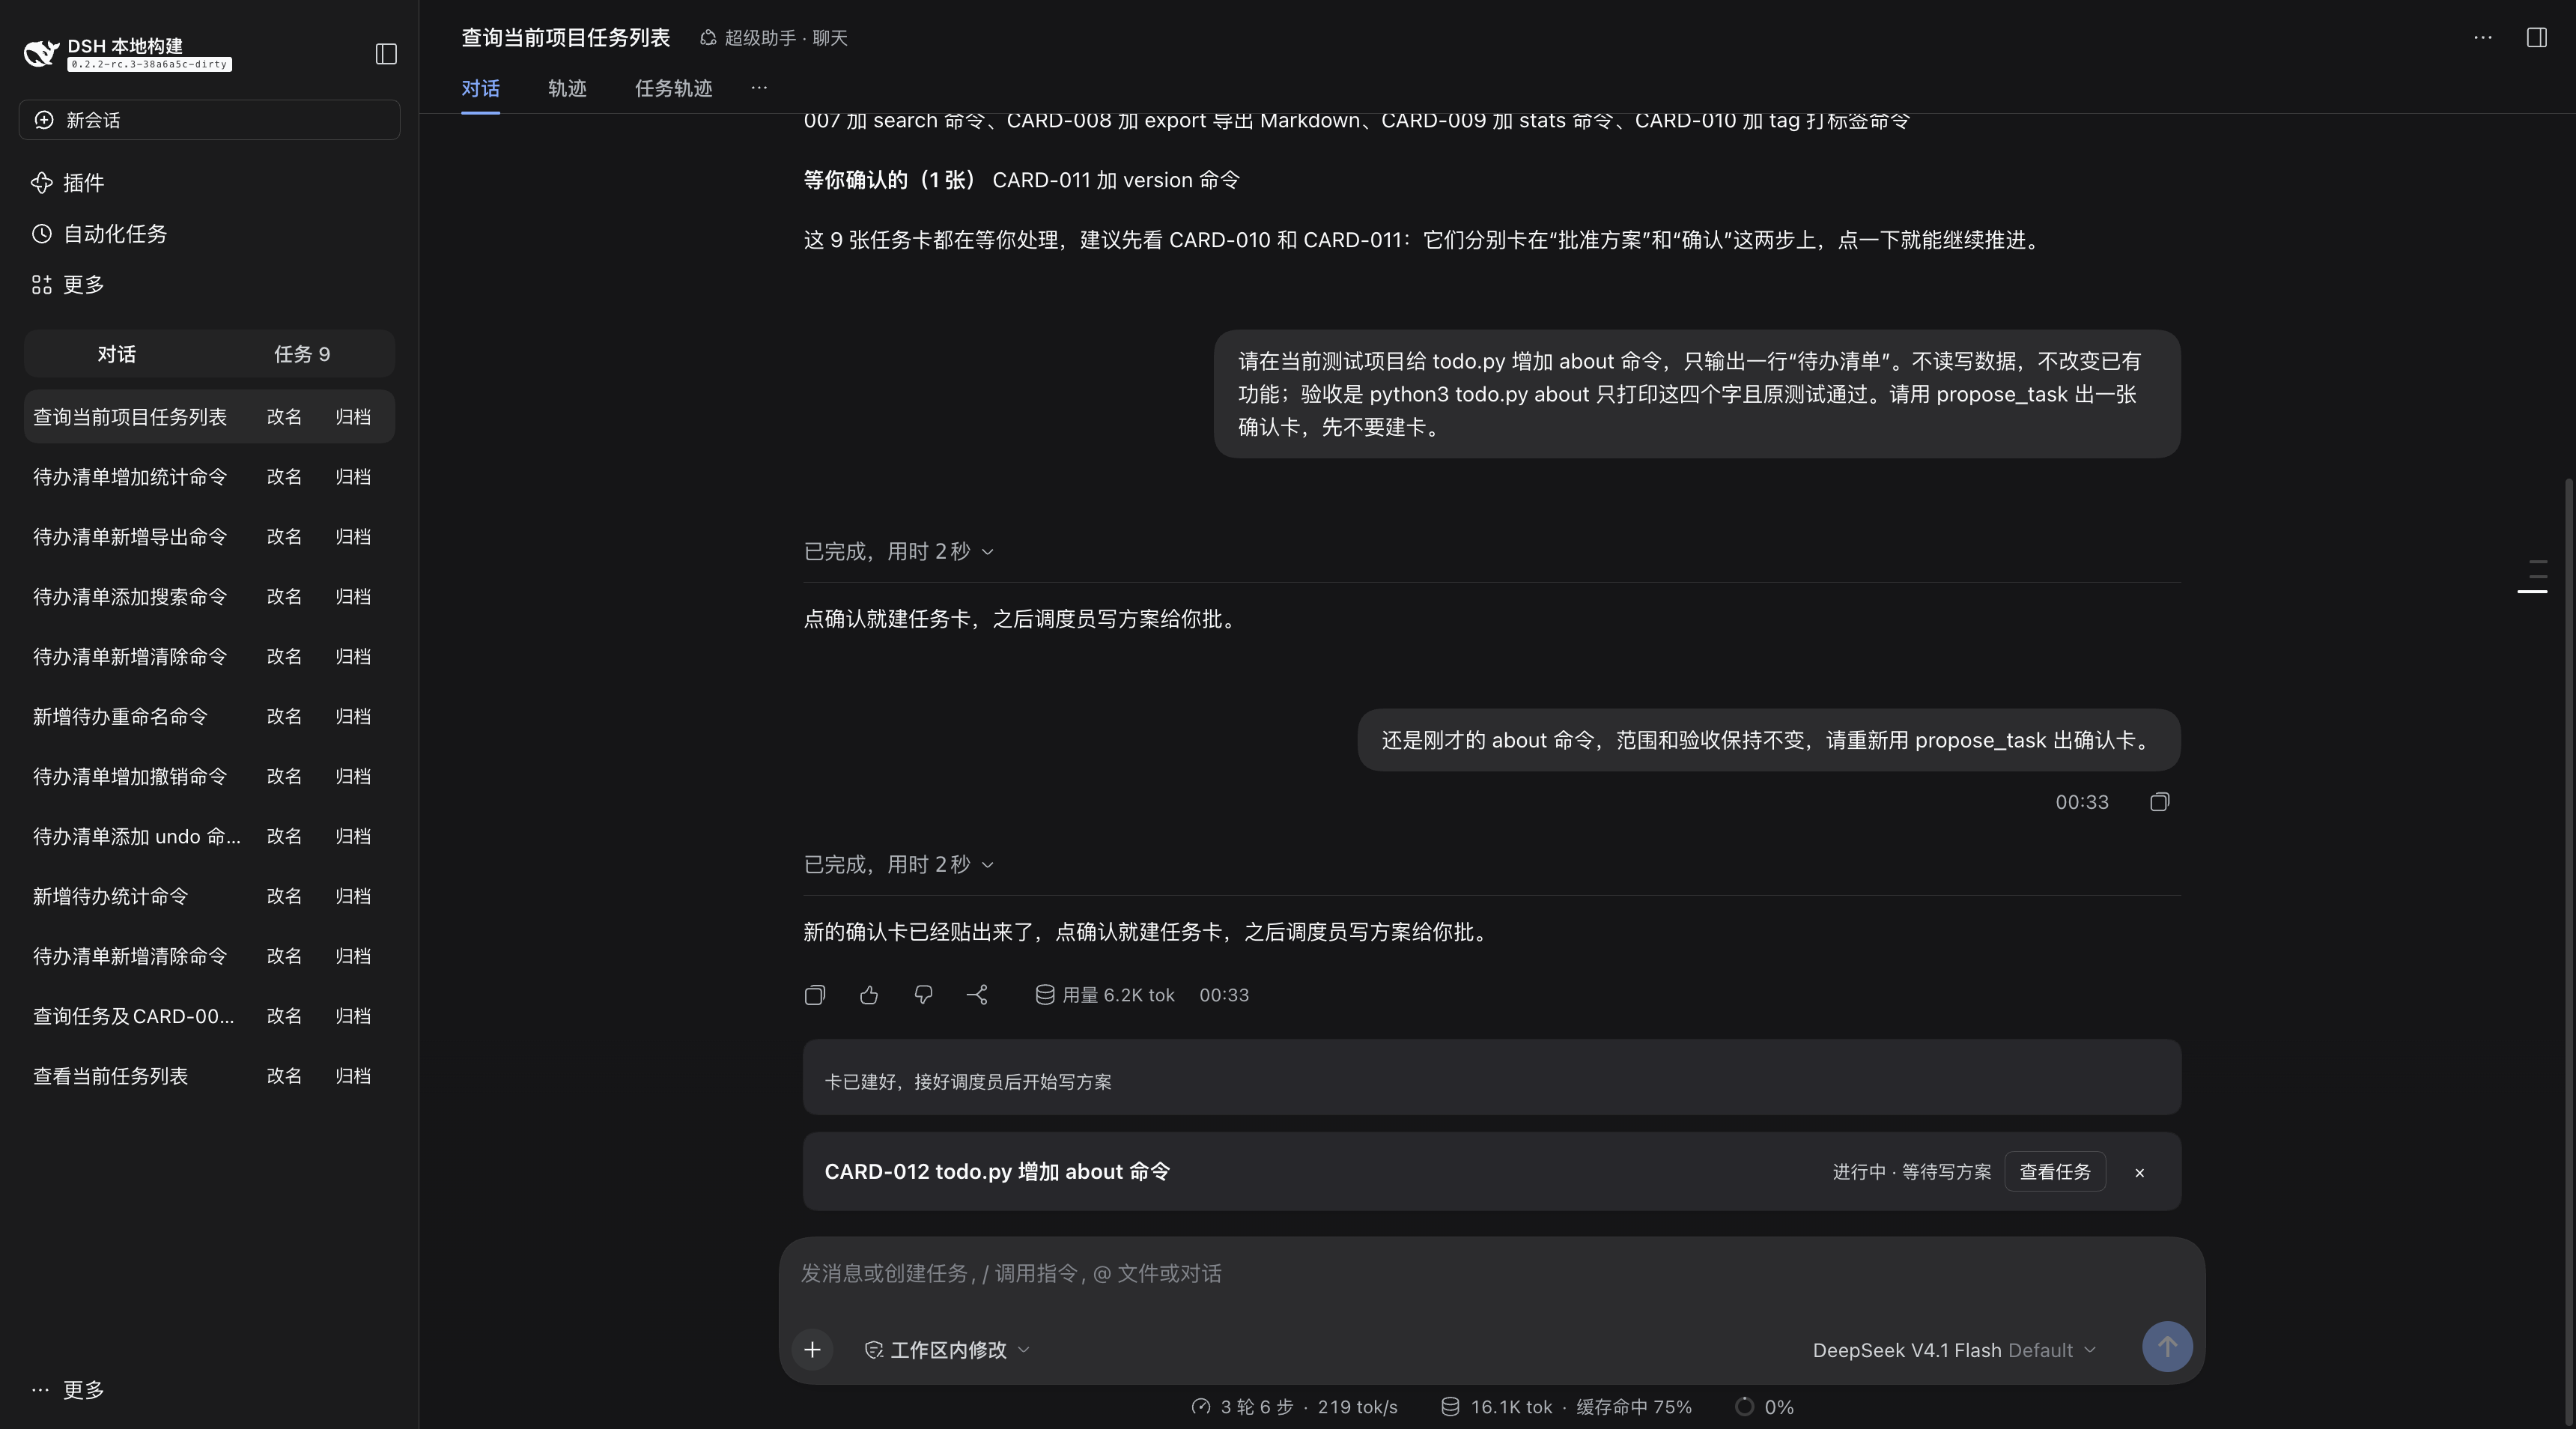 DSH 本地构建
0.2.2-rc.3-38a6a5c-dirty
新会话
插件
自动化任务
更多
对话 任务 9
查询当前项目任务列表 改名 归档
待办清单增加统计命令 改名 归档
待办清单新增导出命令 改名 归档
待办清单添加搜索命令 改名 归档
待办清单新增清除命令 改名 归档
新增待办重命名命令 改名 归档
待办清单增加撤销命令 改名 归档
待办清单添加 undo 命... 改名 归档
新增待办统计命令 改名 归档
待办清单新增清除命令 改名 归档
查询任务及 CARD-00... 改名 归档
查看当前任务列表 改名 归档
... 更多
查询当前项目任务列表 超级助手 · 聊天
对话 轨迹 任务轨迹 ...
007 加 search 命令、CARD-008 加 export 导出 Markdown、CARD-009 加 stats 命令、CARD-010 加 tag 打标签命令
等你确认的（1 张） CARD-011 加 version 命令
这 9 张任务卡都在等你处理，建议先看 CARD-010 和 CARD-011：它们分别卡在“批准方案”和“确认”这两步上，点一下就能继续推进。
请在当前测试项目给 todo.py 增加 about 命令，只输出一行“待办清单”。不读写数据，不改变已有
功能；验收是 python3 todo.py about 只打印这四个字且原测试通过。请用 propose_task 出一张
确认卡，先不要建卡。
已完成，用时 2 秒
点确认就建任务卡，之后调度员写方案给你批。
还是刚才的 about 命令，范围和验收保持不变，请重新用 propose_task 出确认卡。
00:33
已完成，用时 2 秒
新的确认卡已经贴出来了，点确认就建任务卡，之后调度员写方案给你批。
用量 6.2K tok 00:33
卡已建好，接好调度员后开始写方案
CARD-012 todo.py 增加 about 命令 进行中 · 等待写方案 查看任务 ×
发消息或创建任务, / 调用指令, @ 文件或对话
工作区内修改 DeepSeek V4.1 Flash Default
3 轮 6 步 · 219 tok/s 16.1K tok · 缓存命中 75% 0%